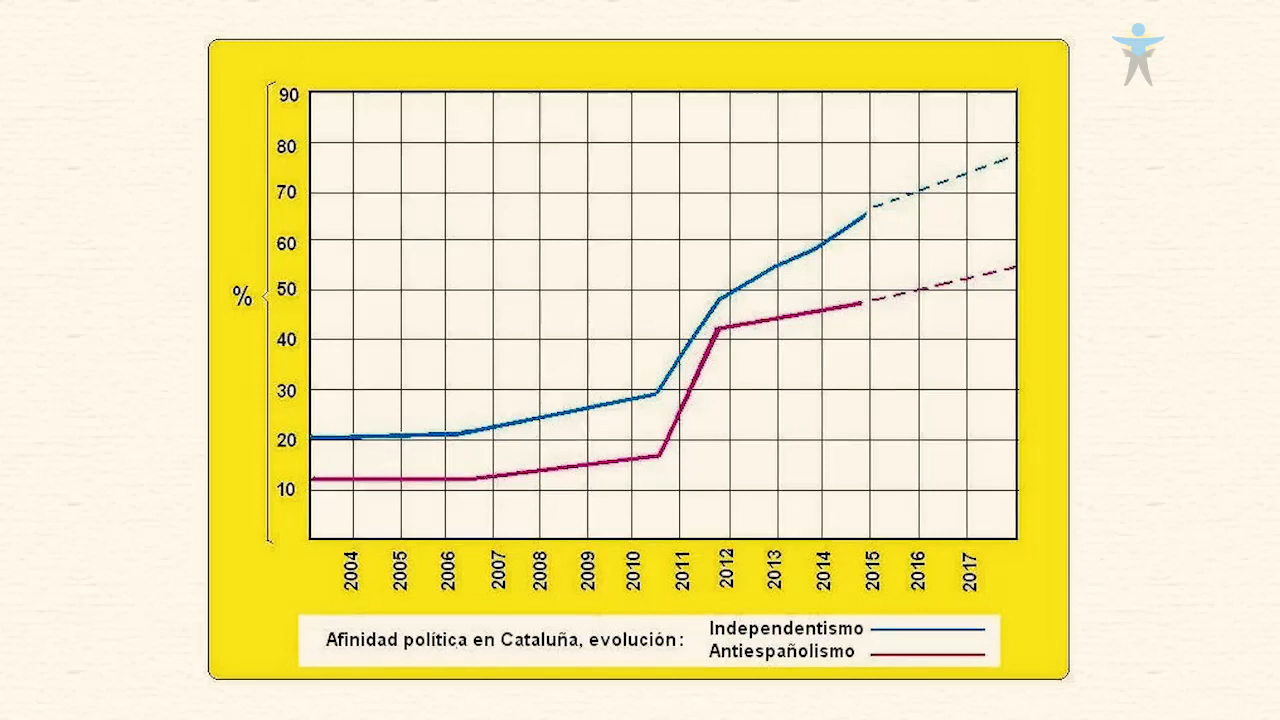 90
80
70
60
50
40
30
20
10
%
2004 2005 2006 2007 2008 2009 2010 2011 2012 2013 2014 2015 2016 2017
Afinidad política en Cataluña, evolución:
Independentismo
Antiespañolismo